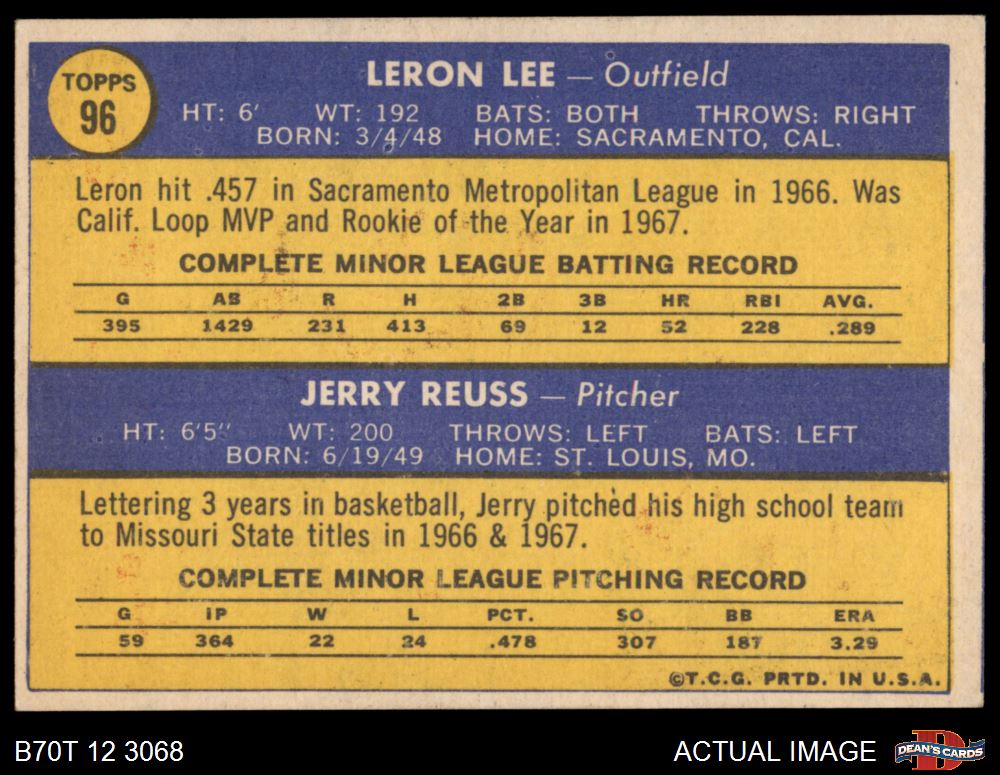 TOPPS
96
LERON LEE — Outfield
HT: 6' WT: 192 BATS: BOTH THROWS: RIGHT
BORN: 3/4/48 HOME: SACRAMENTO, CAL.
Leron hit .457 in Sacramento Metropolitan League in 1966. Was
Calif. Loop MVP and Rookie of the Year in 1967.
COMPLETE MINOR LEAGUE BATTING RECORD
G AB R H 2B 3B HR RBI AVG.
395 1429 231 413 69 12 52 228 .289
JERRY REUSS — Pitcher
HT: 6'5" WT: 200 THROWS: LEFT BATS: LEFT
BORN: 6/19/49 HOME: ST. LOUIS, MO.
Lettering 3 years in basketball, Jerry pitched his high school team
to Missouri State titles in 1966 & 1967.
COMPLETE MINOR LEAGUE PITCHING RECORD
G IP W L PCT. SO BB ERA
59 364 22 24 .478 307 187 3.29
©T.C.G. PRTD. IN U.S.A.
B70T 12 3068 ACTUAL IMAGE DEAN'S CARDS